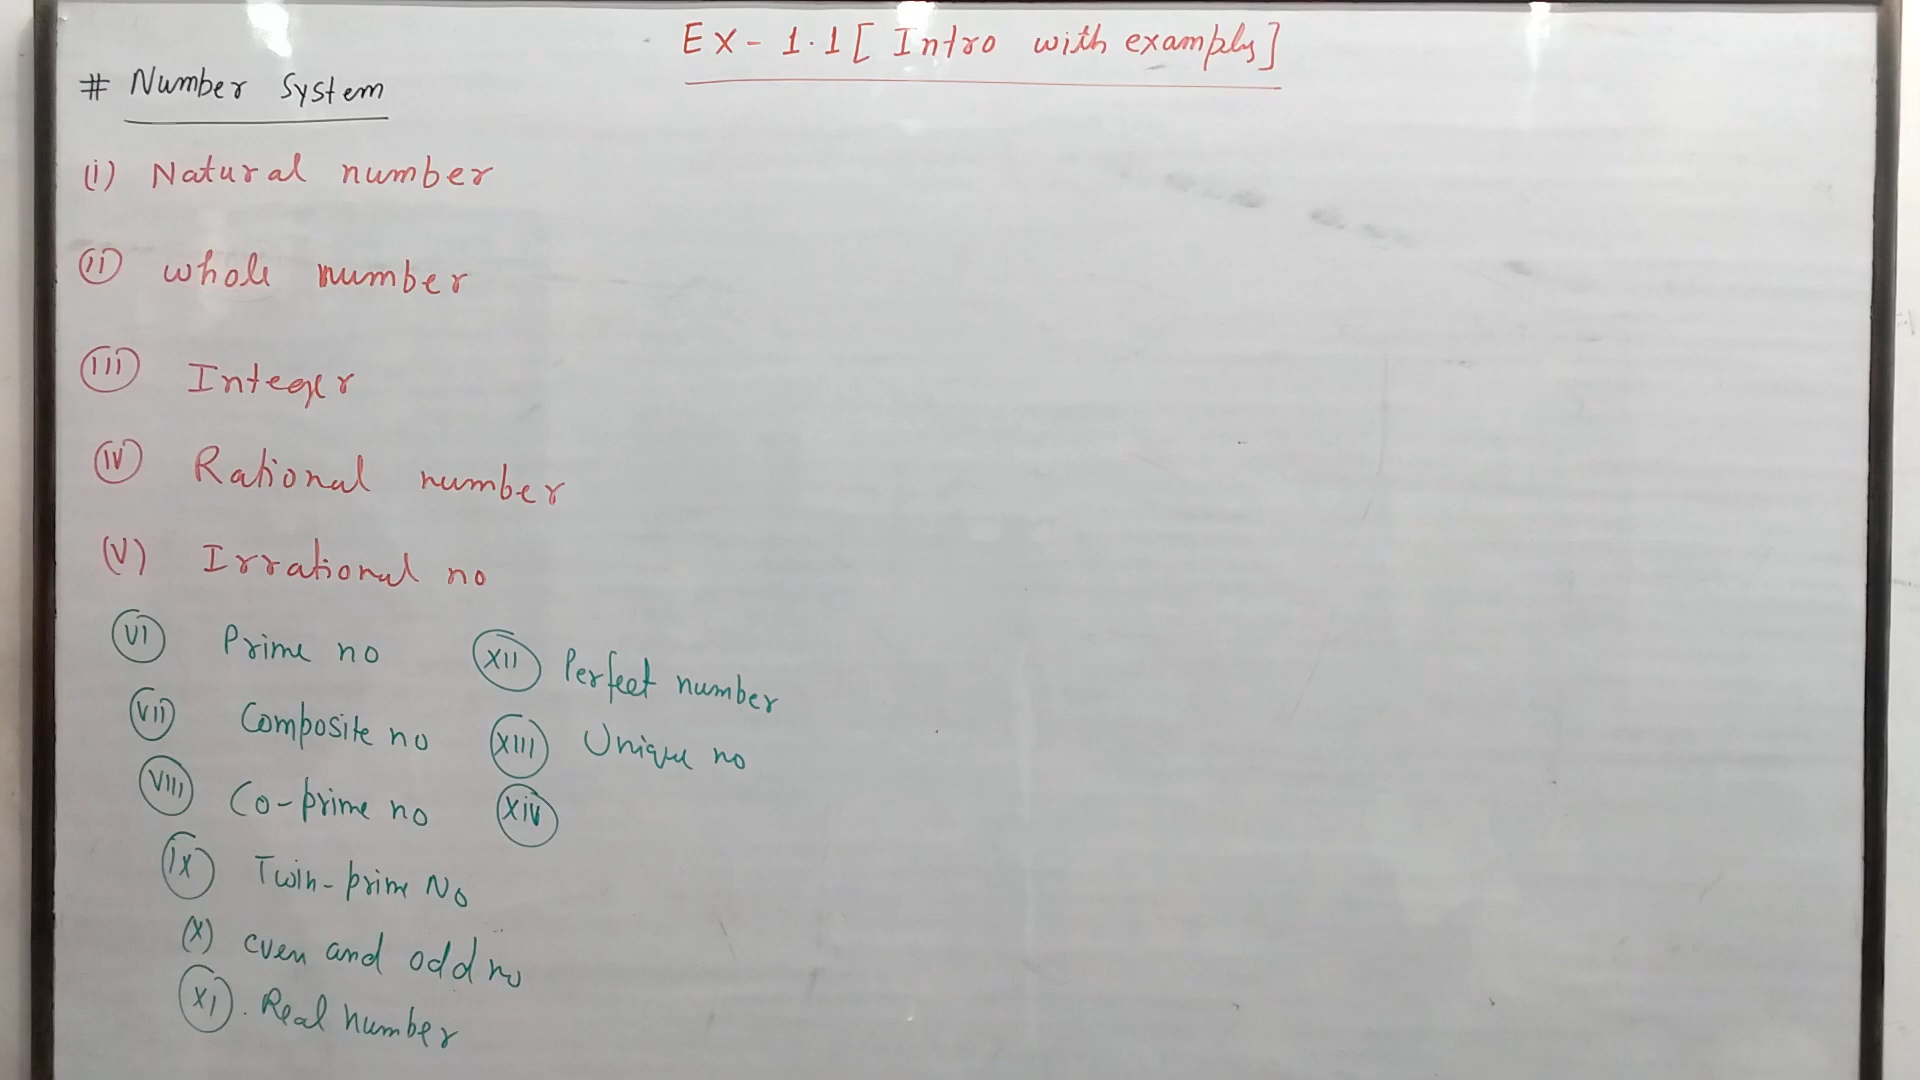 Ex - 1.1 [ Intro with examples]
# Number System
(i) Natural number
(ii) whole number
(iii) Integer
(iv) Rational number
(v) Irrational no
(VI) Prime no
(VII) Composite no
(VIII) Co-prime no
(IX) Twin-prime No
(X) even and odd no
(XI). Real number
(XII) Perfect number
(XIII) Unique no
(XIV)